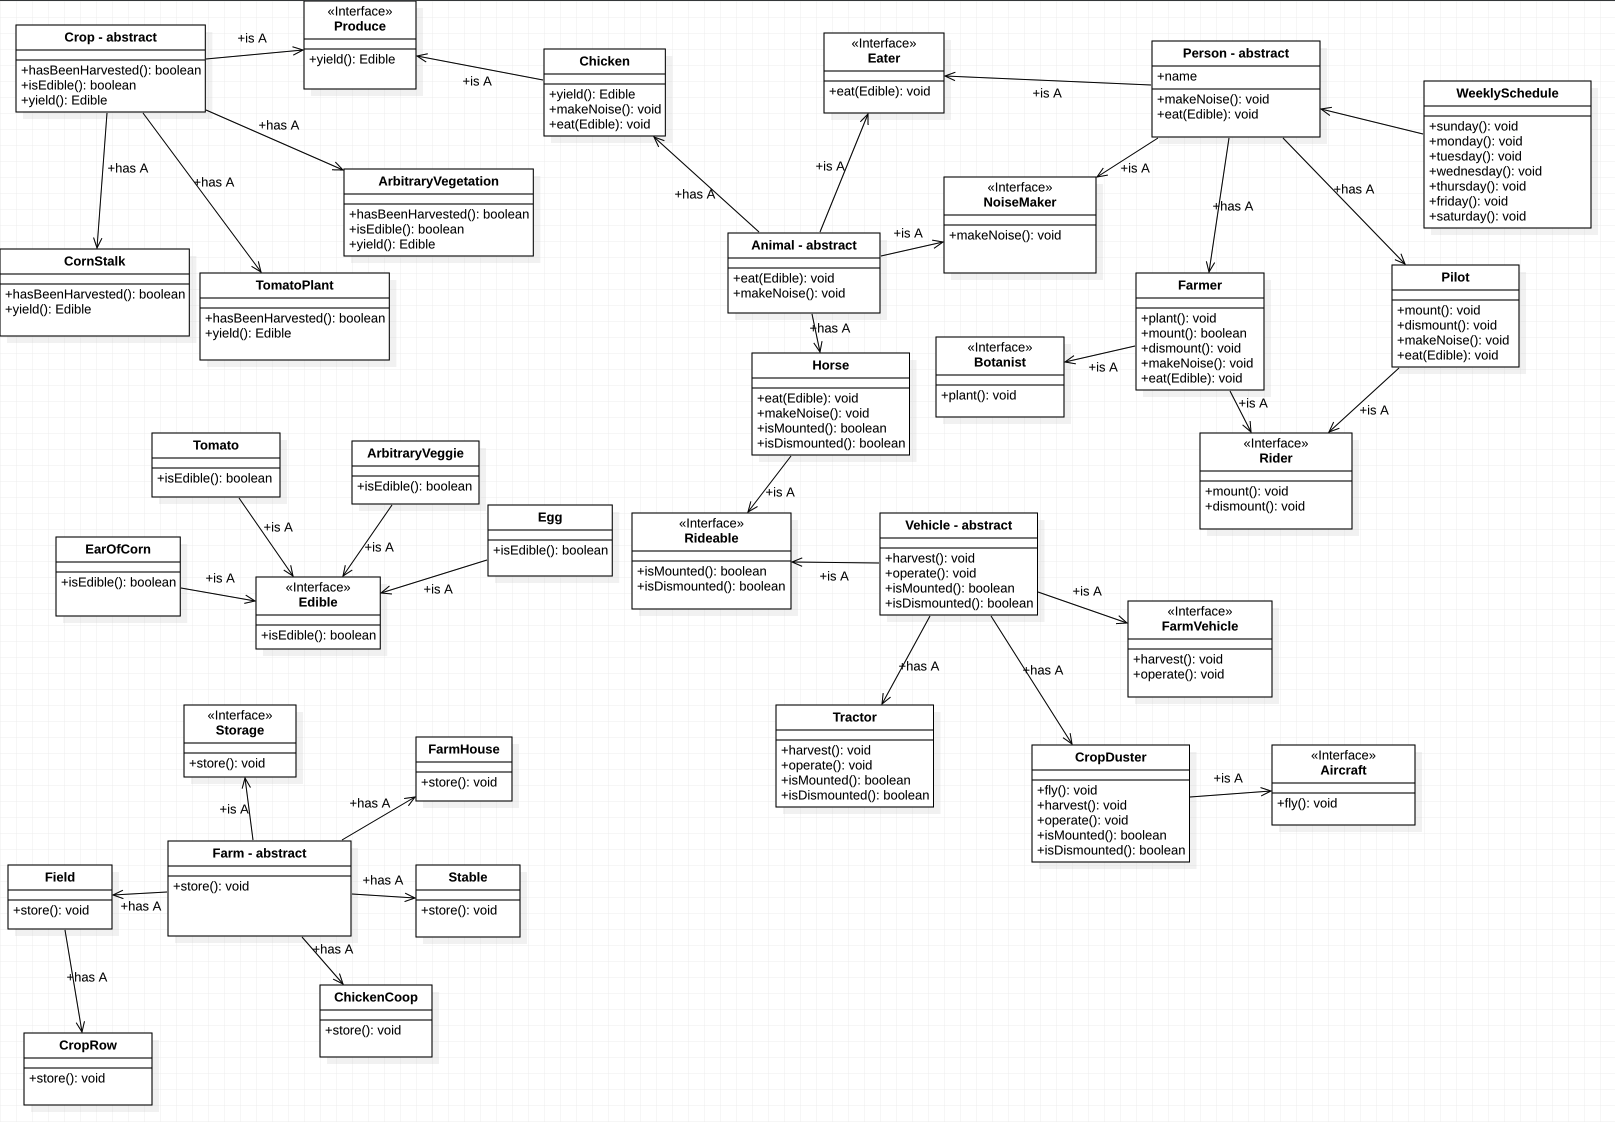 Crop - abstract
+hasBeenHarvested(): boolean
+isEdible(): boolean
+yield(): Edible
+is A
«Interface»
Produce
+yield(): Edible
+is A
Chicken
+yield(): Edible
+makeNoise(): void
+eat(Edible): void
«Interface»
Eater
+eat(Edible): void
+is A
Person - abstract
+name
+makeNoise(): void
+eat(Edible): void
WeeklySchedule
+sunday(): void
+monday(): void
+tuesday(): void
+wednesday(): void
+thursday(): void
+friday(): void
+saturday(): void
+has A
+has A
+has A
ArbitraryVegetation
+hasBeenHarvested(): boolean
+isEdible(): boolean
+yield(): Edible
CornStalk
+hasBeenHarvested(): boolean
+yield(): Edible
TomatoPlant
+hasBeenHarvested(): boolean
+yield(): Edible
+has A
+is A
+is A
Animal - abstract
+eat(Edible): void
+makeNoise(): void
+is A
«Interface»
NoiseMaker
+makeNoise(): void
+has A
+has A
Farmer
+plant(): void
+mount(): boolean
+dismount(): void
+makeNoise(): void
+eat(Edible): void
Pilot
+mount(): void
+dismount(): void
+makeNoise(): void
+eat(Edible): void
+has A
Horse
+eat(Edible): void
+makeNoise(): void
+isMounted(): boolean
+isDismounted(): boolean
«Interface»
Botanist
+plant(): void
+is A
+is A
+is A
«Interface»
Rider
+mount(): void
+dismount(): void
Tomato
+isEdible(): boolean
ArbitraryVeggie
+isEdible(): boolean
Egg
+isEdible(): boolean
EarOfCorn
+isEdible(): boolean
+is A
+is A
+is A
+is A
«Interface»
Edible
+isEdible(): boolean
+is A
«Interface»
Rideable
+isMounted(): boolean
+isDismounted(): boolean
+is A
Vehicle - abstract
+harvest(): void
+operate(): void
+isMounted(): boolean
+isDismounted(): boolean
+is A
«Interface»
FarmVehicle
+harvest(): void
+operate(): void
+has A
+has A
Tractor
+harvest(): void
+operate(): void
+isMounted(): boolean
+isDismounted(): boolean
CropDuster
+fly(): void
+harvest(): void
+operate(): void
+isMounted(): boolean
+isDismounted(): boolean
+is A
«Interface»
Aircraft
+fly(): void
«Interface»
Storage
+store(): void
FarmHouse
+store(): void
+is A
+has A
Farm - abstract
+store(): void
Field
+store(): void
+has A
+has A
Stable
+store(): void
+has A
+has A
ChickenCoop
+store(): void
CropRow
+store(): void